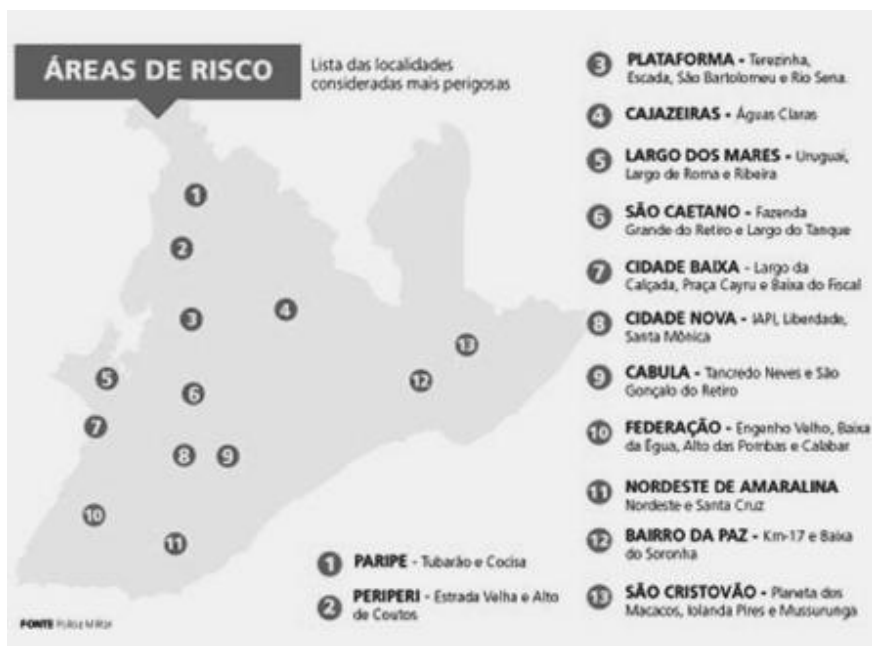 ÁREAS DE RISCO
Lista das localidades
consideradas mais perigosas
1
2
3
4
5
6
7
8
9
10
11
12
13
1 PARIPE - Tubarão e Cocisa
2 PERIPERI - Estrada Velha e Alto
de Coutos
3 PLATAFORMA - Terezinha,
Escada, São Bartolomeu e Rio Sena.
4 CAJAZEIRAS - Águas Claras
5 LARGO DOS MARES - Uruguai,
Largo de Roma e Ribeira
6 SÃO CAETANO - Fazenda
Grande do Retiro e Largo do Tanque
7 CIDADE BAIXA - Largo da
Calçada, Praça Cayru e Baixa do Fiscal
8 CIDADE NOVA - IAPI, Liberdade,
Santa Mônica
9 CABULA - Tancredo Neves e São
Gonçalo do Retiro
10 FEDERAÇÃO - Engenho Velho, Baixa
da Égua, Alto das Pombas e Calabar
11 NORDESTE DE AMARALINA
Nordeste e Santa Cruz
12 BAIRRO DA PAZ - Km-17 e Baixa
do Soronha
13 SÃO CRISTOVÃO - Planeta dos
Macacos, Iolanda Pires e Mussurunga
FONTE Polícia Militar